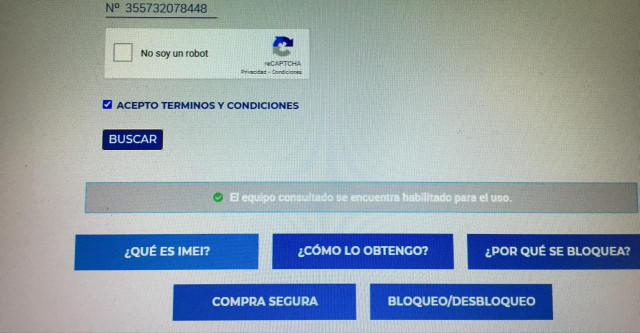 Nº 355732078448
No soy un robot
reCAPTCHA
Privacidad - Condiciones
ACEPTO TERMINOS Y CONDICIONES
BUSCAR
El equipo consultado se encuentra habilitado para el uso.
¿QUÉ ES IMEI?
¿CÓMO LO OBTENGO?
¿POR QUÉ SE BLOQUEA?
COMPRA SEGURA
BLOQUEO/DESBLOQUEO